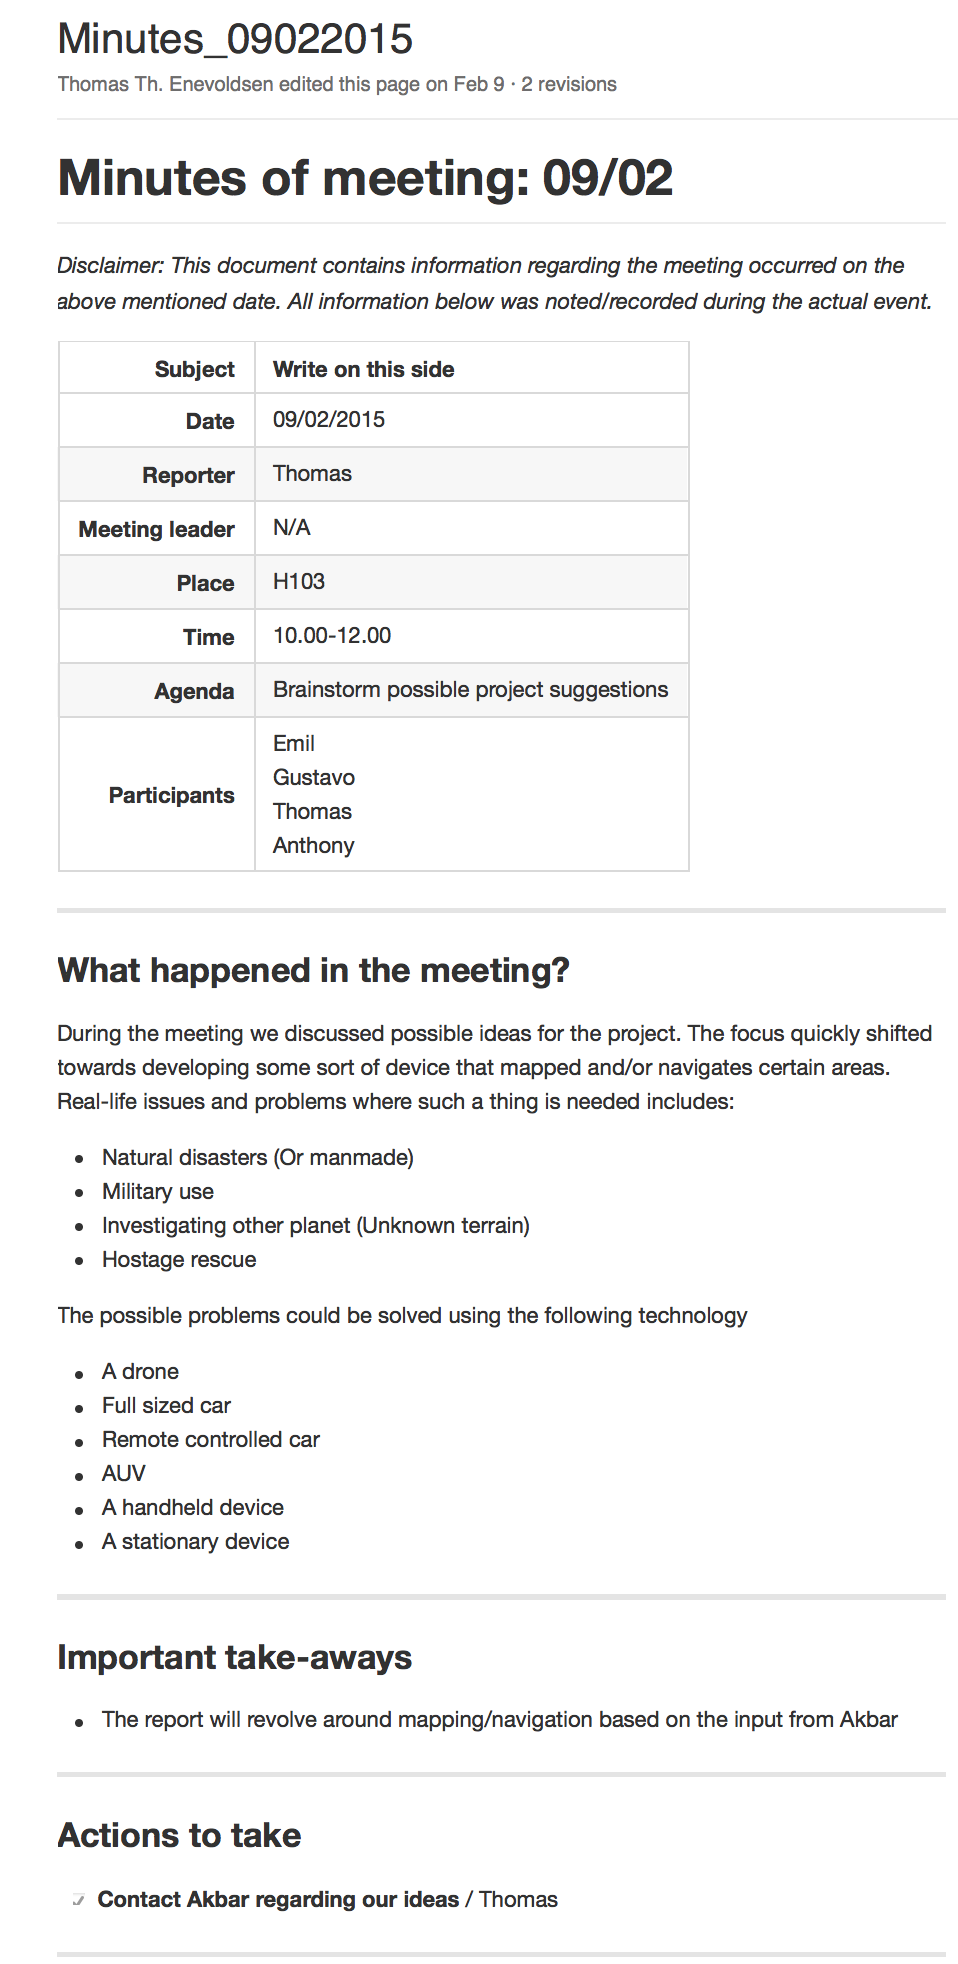 Minutes_09022015
Thomas Th. Enevoldsen edited this page on Feb 9 · 2 revisions
Minutes of meeting: 09/02
Disclaimer: This document contains information regarding the meeting occurred on the
above mentioned date. All information below was noted/recorded during the actual event.
Subject Write on this side
Date 09/02/2015
Reporter Thomas
Meeting leader N/A
Place H103
Time 10.00-12.00
Agenda Brainstorm possible project suggestions
Participants
Emil
Gustavo
Thomas
Anthony
What happened in the meeting?
During the meeting we discussed possible ideas for the project. The focus quickly shifted
towards developing some sort of device that mapped and/or navigates certain areas.
Real-life issues and problems where such a thing is needed includes:
• Natural disasters (Or manmade)
• Military use
• Investigating other planet (Unknown terrain)
• Hostage rescue
The possible problems could be solved using the following technology
• A drone
• Full sized car
• Remote controlled car
• AUV
• A handheld device
• A stationary device
Important take-aways
• The report will revolve around mapping/navigation based on the input from Akbar
Actions to take
Contact Akbar regarding our ideas / Thomas